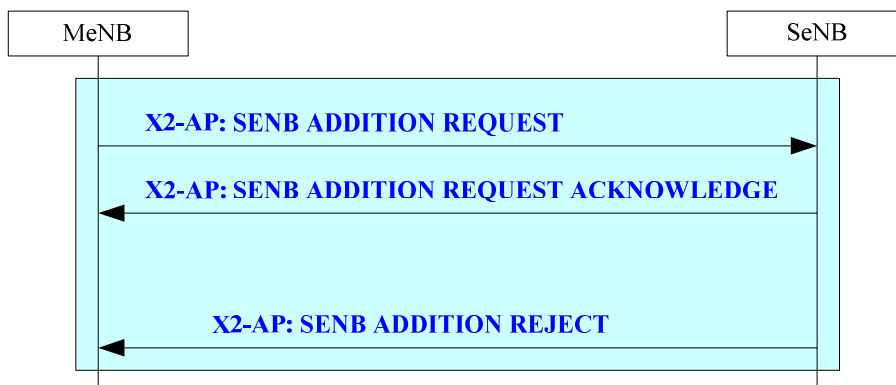 MeNB
SeNB
X2-AP: SENB ADDITION REQUEST
X2-AP: SENB ADDITION REQUEST ACKNOWLEDGE
X2-AP: SENB ADDITION REJECT